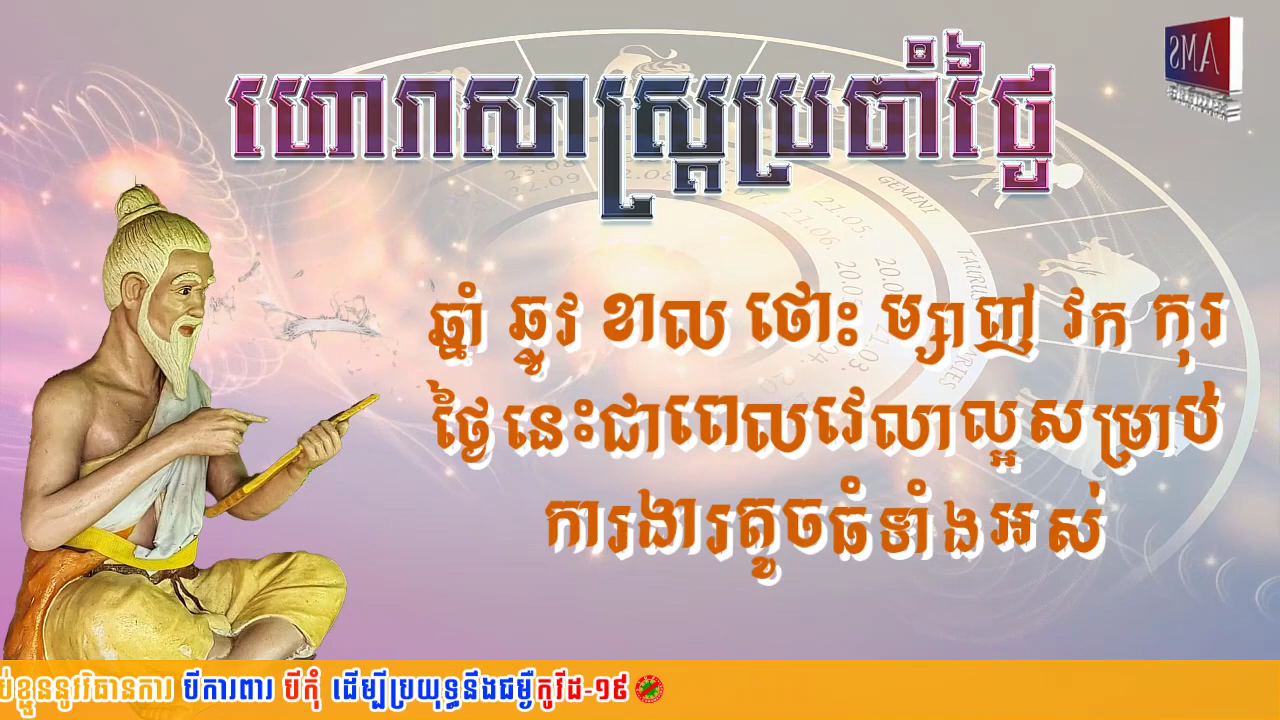 ហោរាសាស្ត្រប្រចាំថ្ងៃ
AMS
GEMINI
TAURUS
ឆ្នាំ ឆ្លូវ ខាល ថោះ ម្សាញ់ វក កុរ
ថ្ងៃនេះជាពេលវេលាល្អសម្រាប់
ការងារតូចធំទាំងអស់
ប់ខ្លួននូវវិធានការ បីការពារ បីកុំ ដើម្បីប្រយុទ្ធនឹងជម្ងឺកូវីដ-១៩